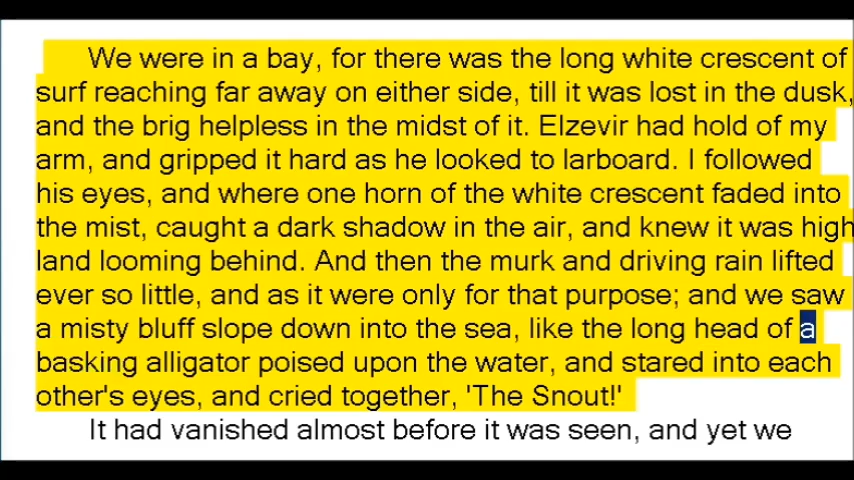 We were in a bay, for there was the long white crescent of
surf reaching far away on either side, till it was lost in the dusk,
and the brig helpless in the midst of it. Elzevir had hold of my
arm, and gripped it hard as he looked to larboard. I followed
his eyes, and where one horn of the white crescent faded into
the mist, caught a dark shadow in the air, and knew it was high
land looming behind. And then the murk and driving rain lifted
ever so little, and as it were only for that purpose; and we saw
a misty bluff slope down into the sea, like the long head of a
basking alligator poised upon the water, and stared into each
other's eyes, and cried together, 'The Snout!'
It had vanished almost before it was seen, and yet we